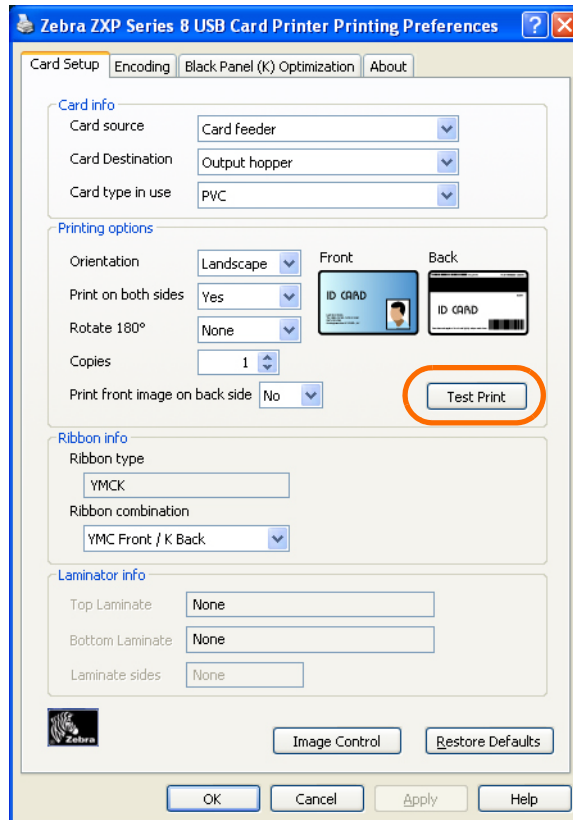 Zebra ZXP Series 8 USB Card Printer Printing Preferences
Card Setup Encoding Black Panel (K) Optimization About
Card info
Card source Card feeder
Card Destination Output hopper
Card type in use PVC
Printing options
Orientation Landscape Front Back
Print on both sides Yes
ID CARD ID CARD
Rotate 180° None
Copies 1
Print front image on back side No Test Print
Ribbon info
Ribbon type
YMCK
Ribbon combination
YMC Front / K Back
Laminator info
Top Laminate None
Bottom Laminate None
Laminate sides None
Zebra
Image Control Restore Defaults
OK Cancel Apply Help